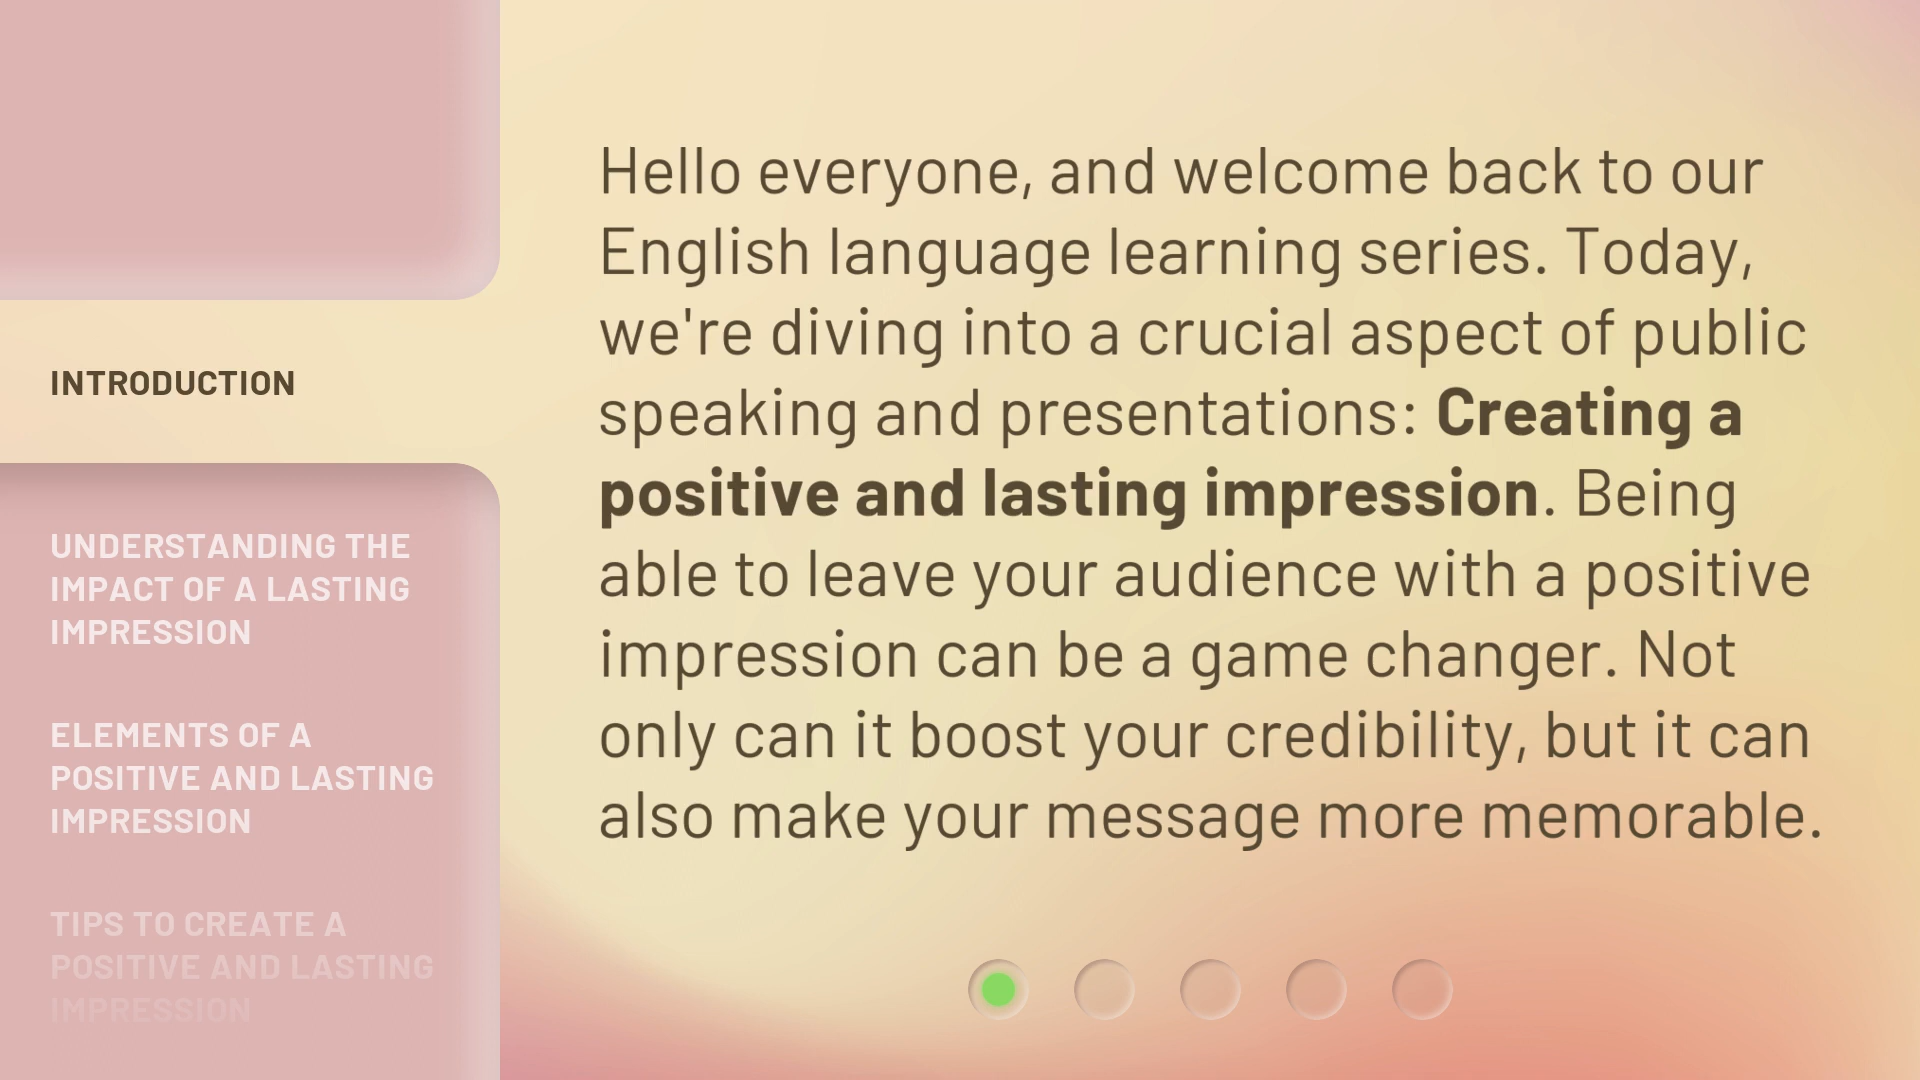 INTRODUCTION
UNDERSTANDING THE
IMPACT OF A LASTING
IMPRESSION
ELEMENTS OF A
POSITIVE AND LASTING
IMPRESSION
TIPS TO CREATE A
POSITIVE AND LASTING
IMPRESSION
Hello everyone, and welcome back to our
English language learning series. Today,
we're diving into a crucial aspect of public
speaking and presentations: Creating a
positive and lasting impression. Being
able to leave your audience with a positive
impression can be a game changer. Not
only can it boost your credibility, but it can
also make your message more memorable.